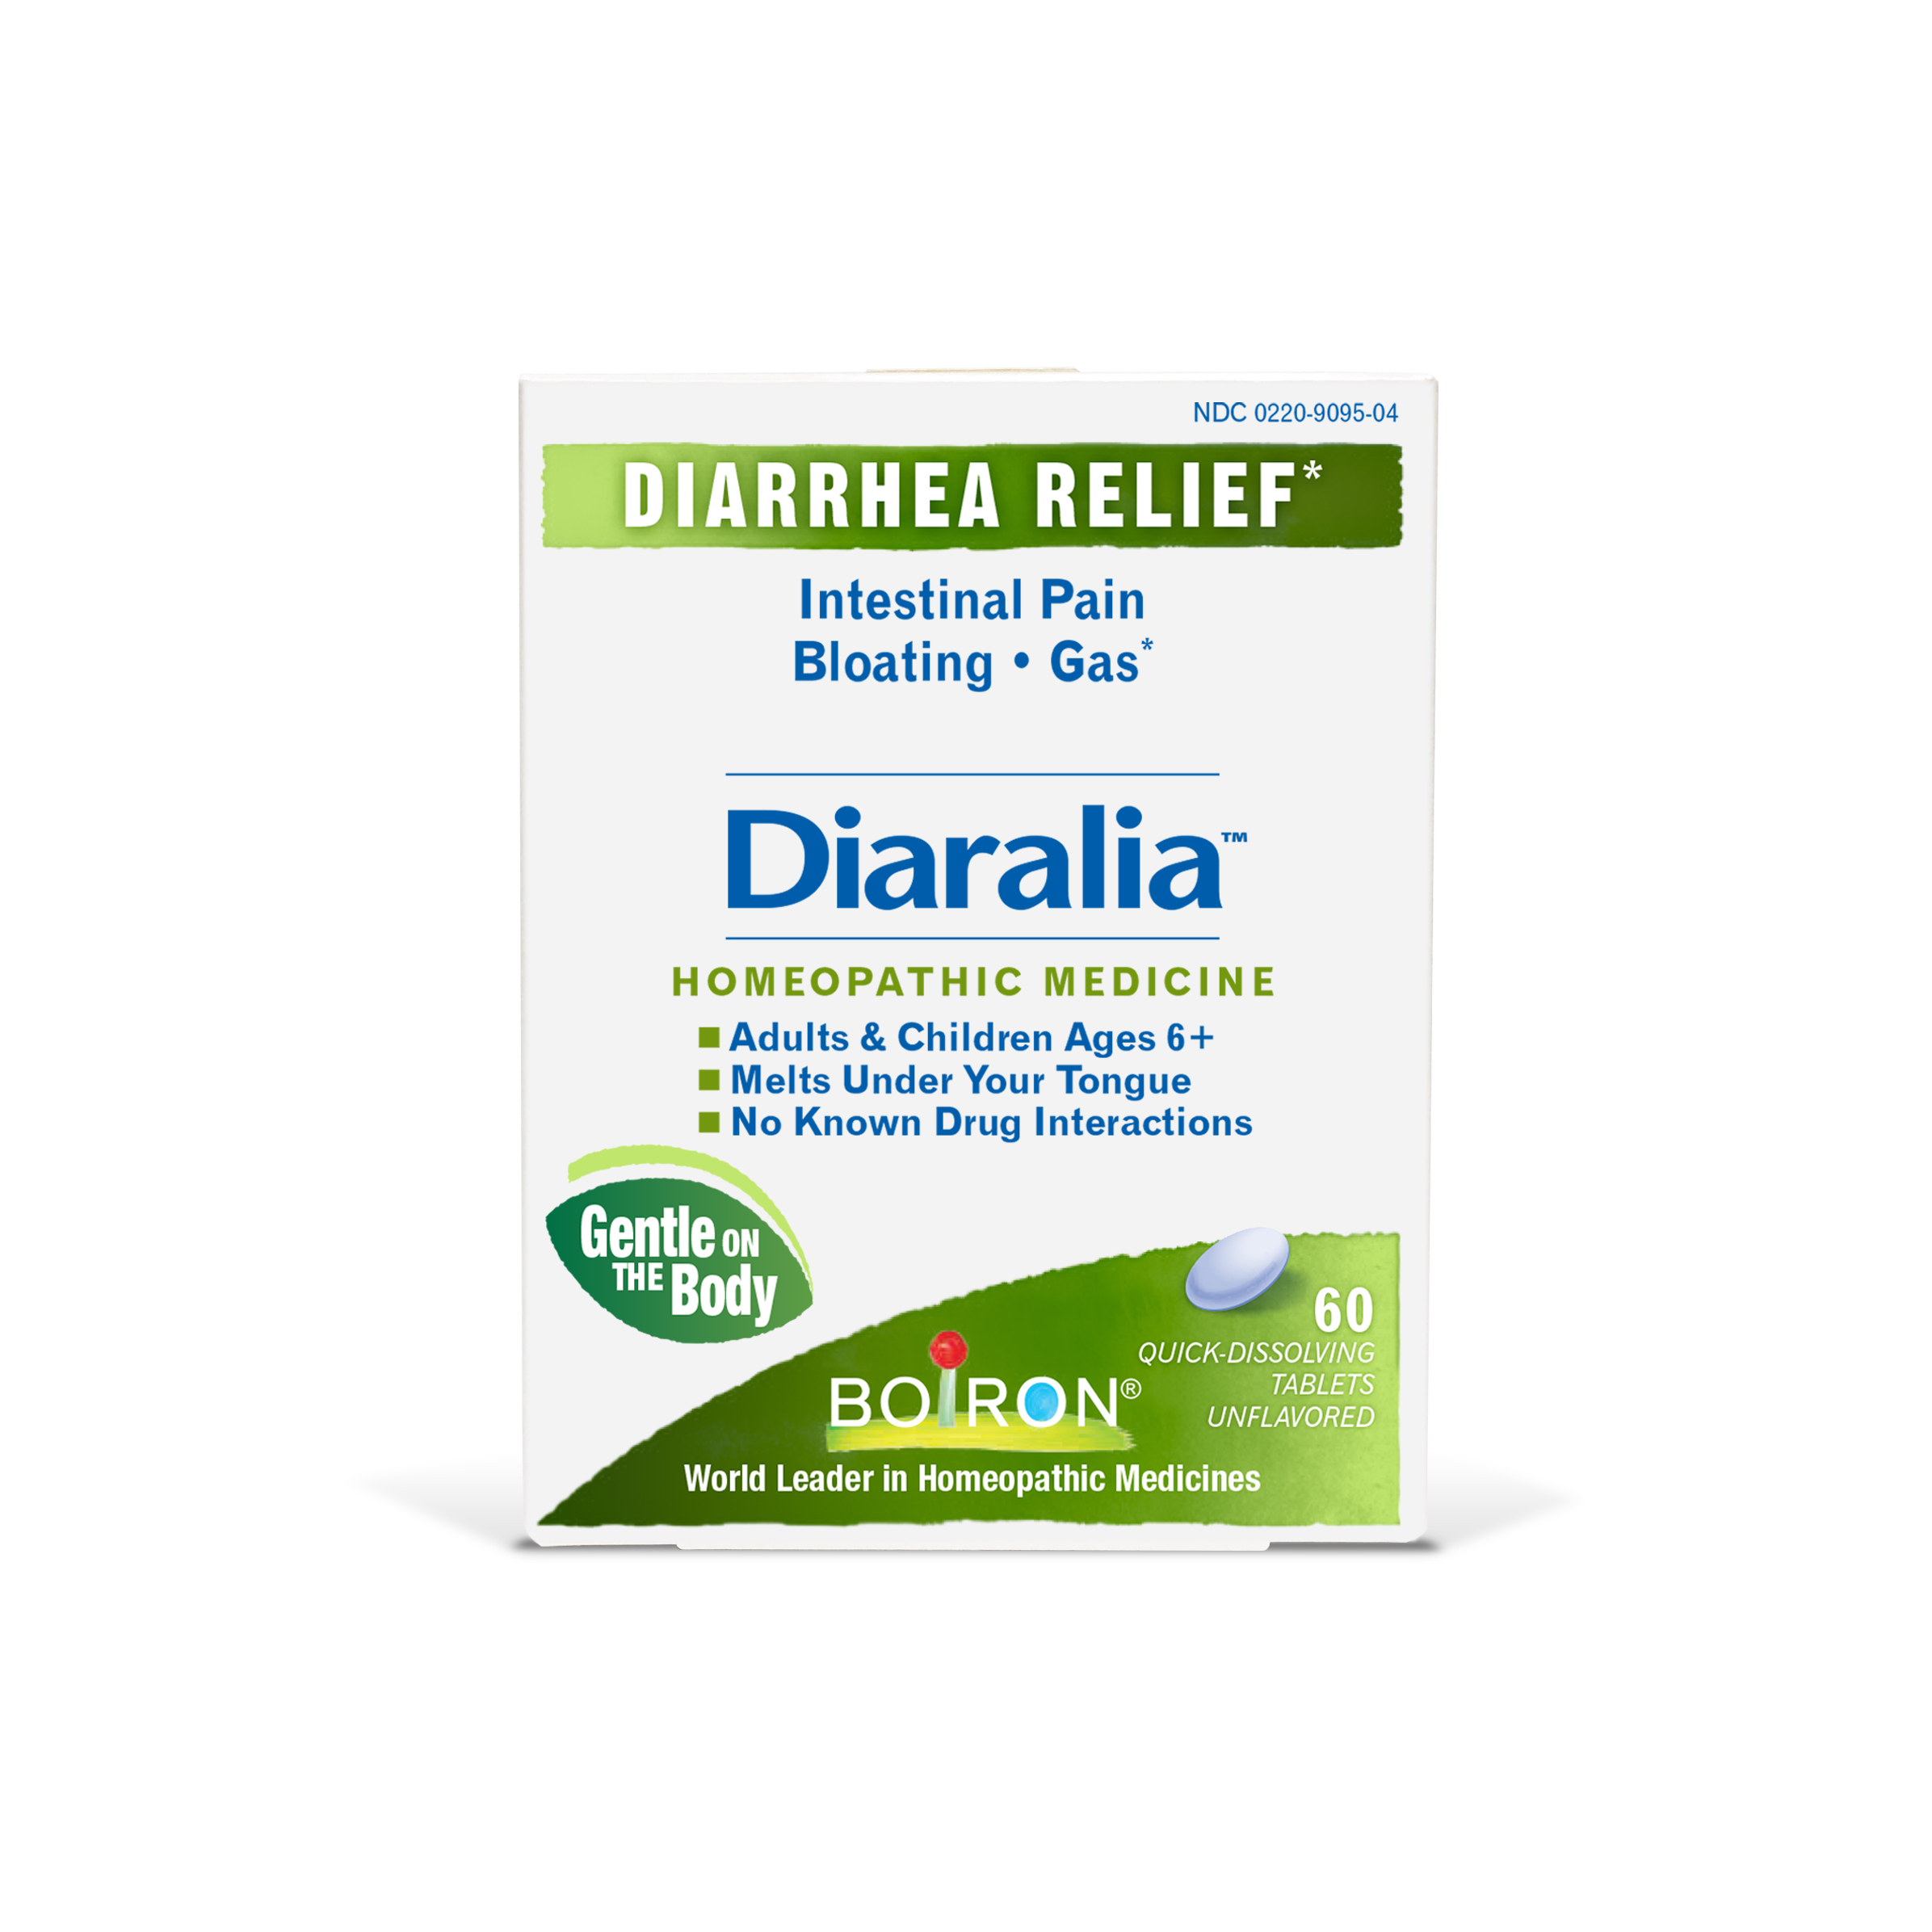 NDC 0220-9095-04
DIARRHEA RELIEF*
Intestinal Pain
Bloating • Gas*
Diaralia™
HOMEOPATHIC MEDICINE
■ Adults & Children Ages 6+
■ Melts Under Your Tongue
■ No Known Drug Interactions
Gentle ON
THE Body
60
QUICK-DISSOLVING
TABLETS
UNFLAVORED
BOIRON®
World Leader in Homeopathic Medicines